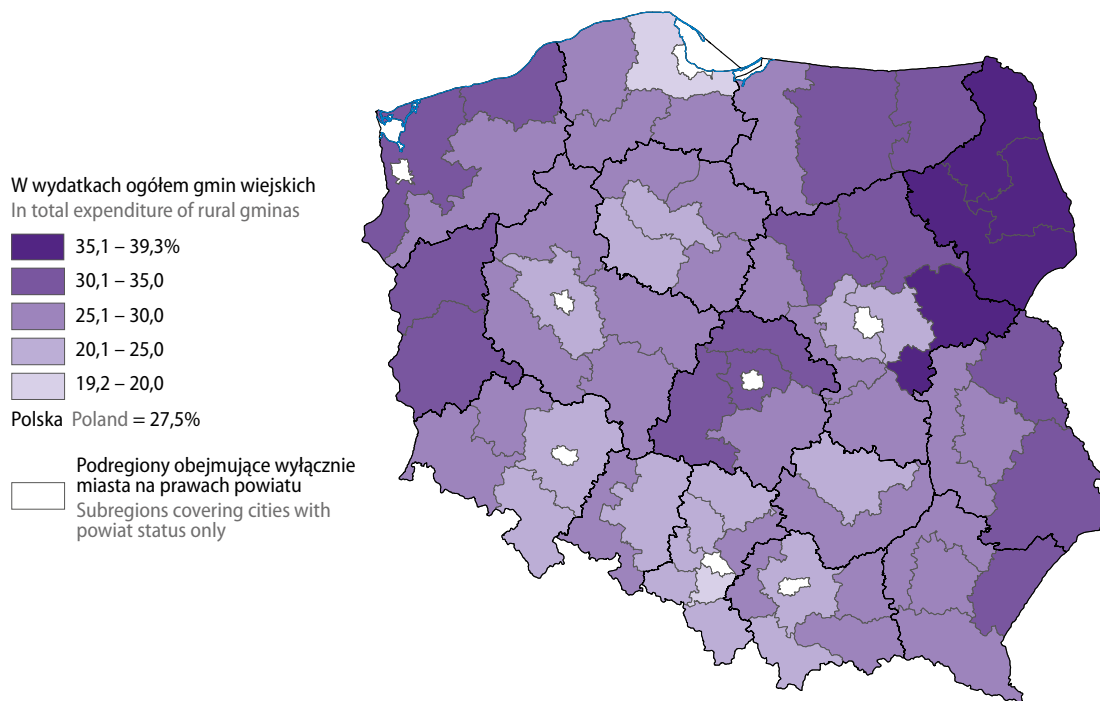 W wydatkach ogółem gmin wiejskich
In total expenditure of rural gminas
35,1 – 39,3%
30,1 – 35,0
25,1 – 30,0
20,1 – 25,0
19,2 – 20,0
Polska Poland = 27,5%
Podregiony obejmujące wyłącznie
miasta na prawach powiatu
Subregions covering cities with
powiat status only